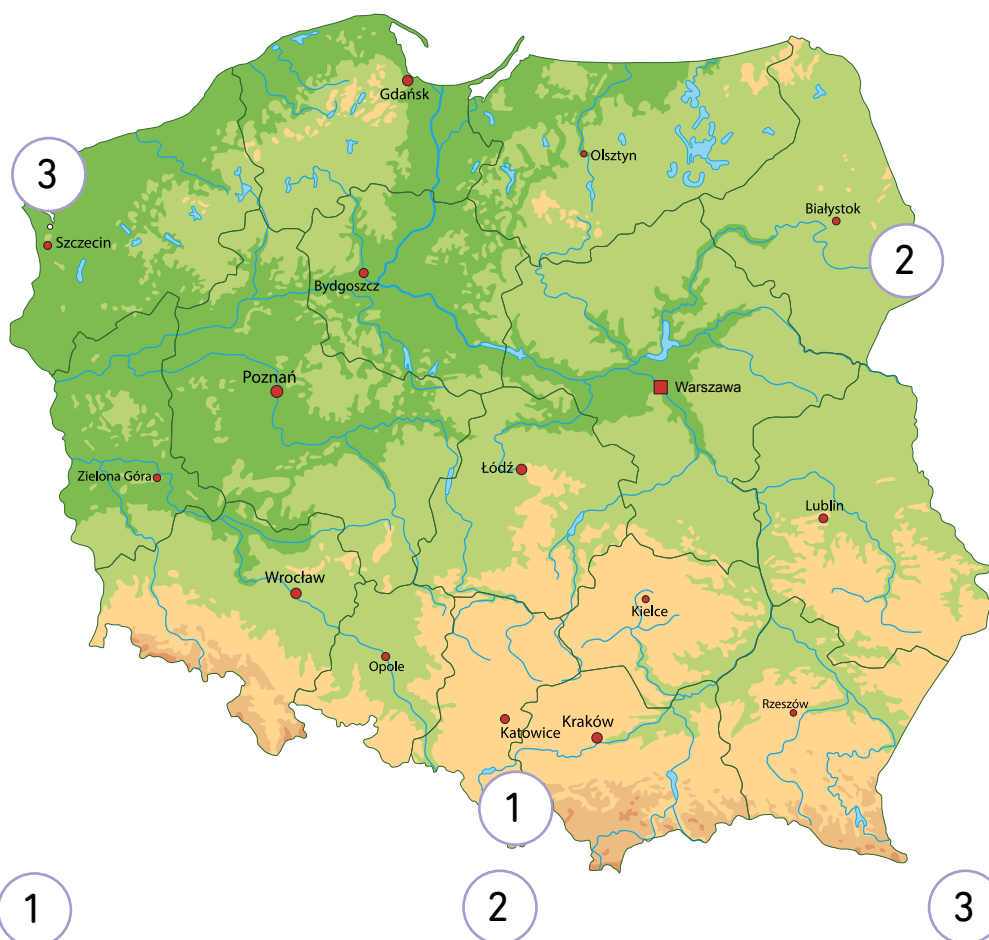 Gdańsk
3
Olsztyn
Białystok
Szczecin
2
Bydgoszcz
Poznań
Warszawa
Łódź
Zielona Góra
Lublin
Wrocław
Kielce
Opole
Rzeszów
Kraków
Katowice
1
1
2
3